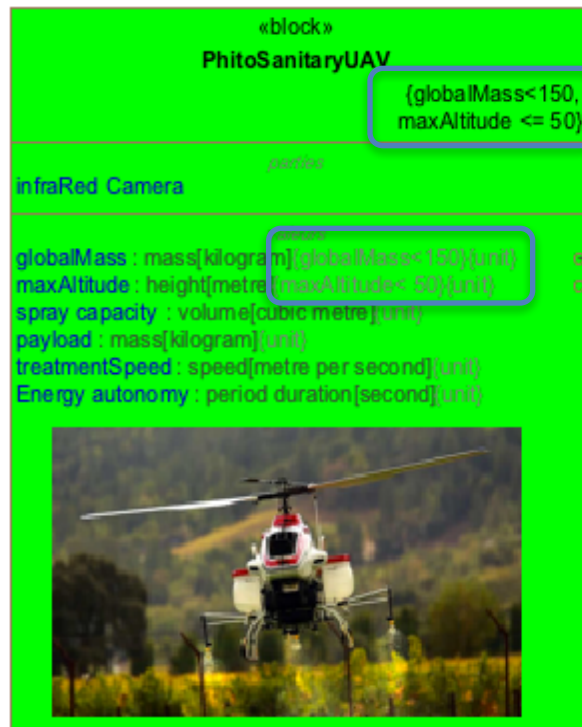 «block»
PhitoSanitaryUAV
{globalMass<150,
maxAltitude <= 50}
parties
infraRed Camera
globalMass : mass[kilogram]{globalMass<150}{unit}
maxAltitude : height[metre]{maxAltitude< 50}{unit}
spray capacity : volume[cubic metre]{unit}
payload : mass[kilogram]{unit}
treatmentSpeed : speed[metre per second]{unit}
Energy autonomy : period duration[second]{unit}